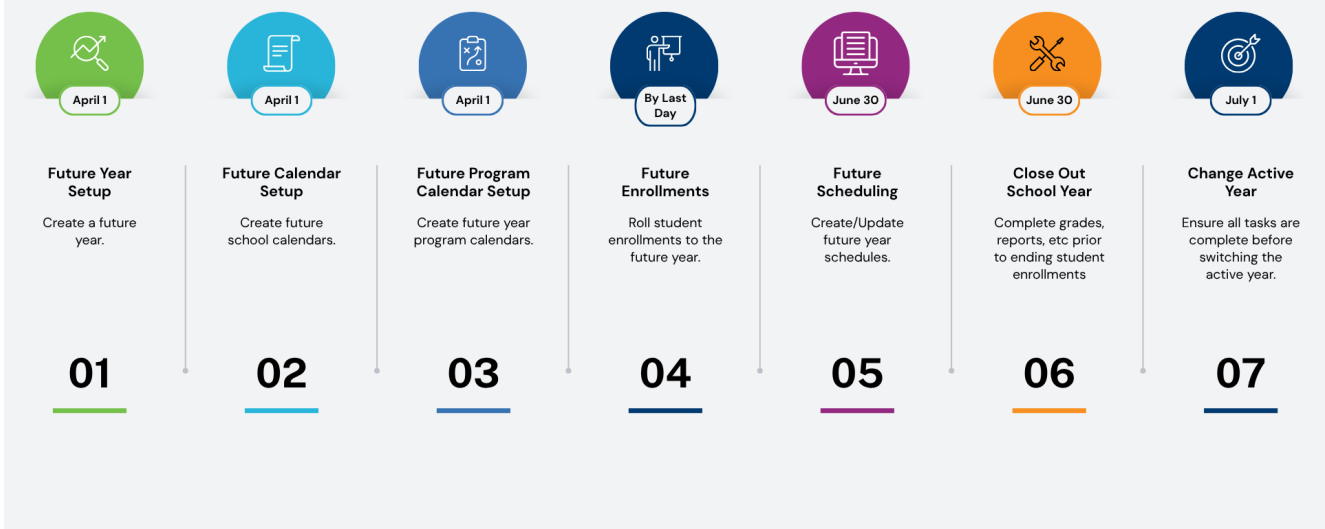 April 1
Future Year
Setup
Create a future
year.
01
April 1
Future Calendar
Setup
Create future
school calendars.
02
April 1
Future Program
Calendar Setup
Create future year
program calendars.
03
By Last
Day
Future
Enrollments
Roll student
enrollments to the
future year.
04
June 30
Future
Scheduling
Create/Update
future year
schedules.
05
June 30
Close Out
School Year
Complete grades,
reports, etc prior
to ending student
enrollments
06
July 1
Change Active
Year
Ensure all tasks are
complete before
switching the
active year.
07